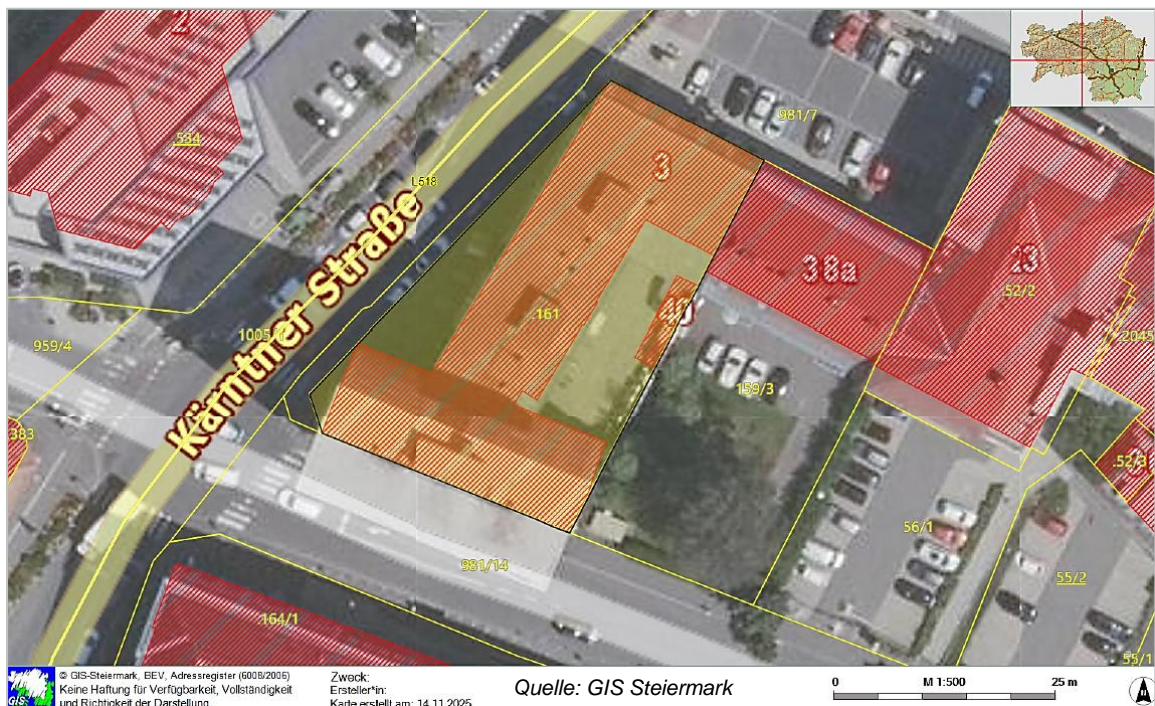 2
.534
L518
981/7
3
38a
23
.52/2
.2045
Kärntner Straße
.161
40
959/4
159/3
383
.52/3
56/1
981/14
55/2
.164/1
55/1
GIS
© GIS-Steiermark, BEV, Adressregister (6008/2006)
Keine Haftung für Verfügbarkeit, Vollständigkeit
und Richtigkeit der Darstellung.
Zweck:
Ersteller*in:
Karte erstellt am: 14.11.2025
Quelle: GIS Steiermark
0 M 1:500 25 m